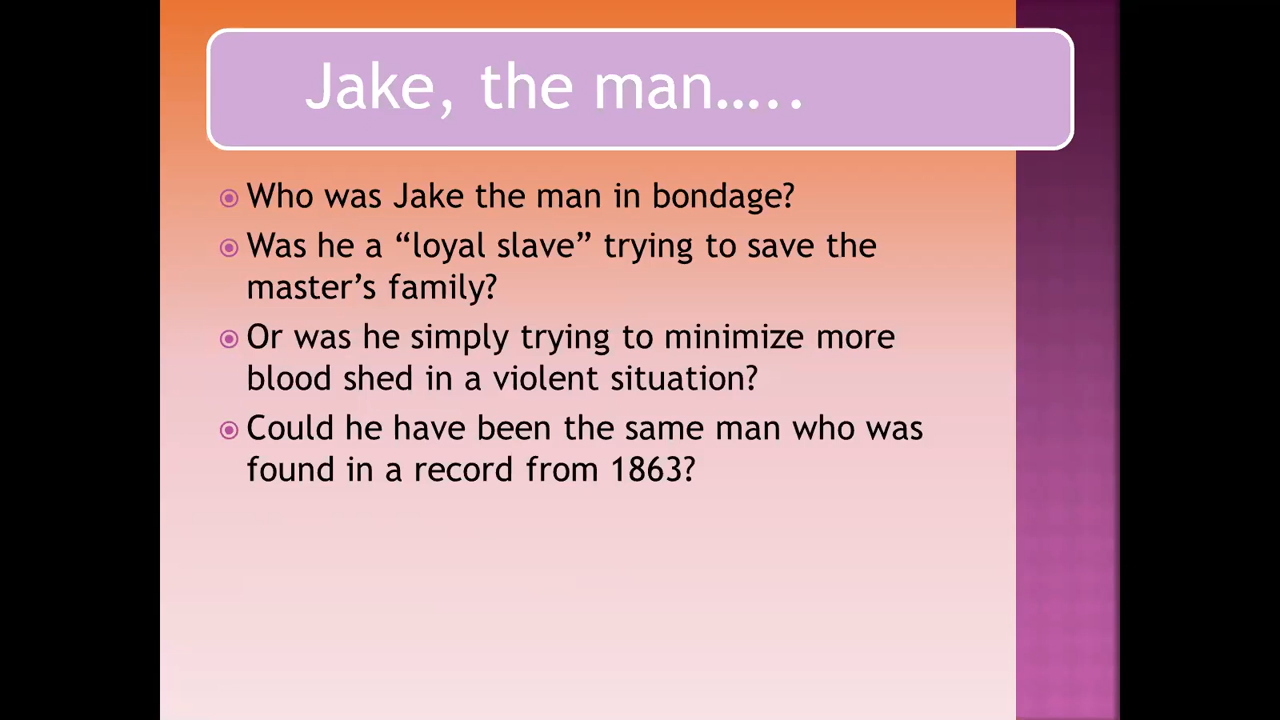 Jake, the man…..
Who was Jake the man in bondage?
Was he a “loyal slave” trying to save the
master’s family?
Or was he simply trying to minimize more
blood shed in a violent situation?
Could he have been the same man who was
found in a record from 1863?